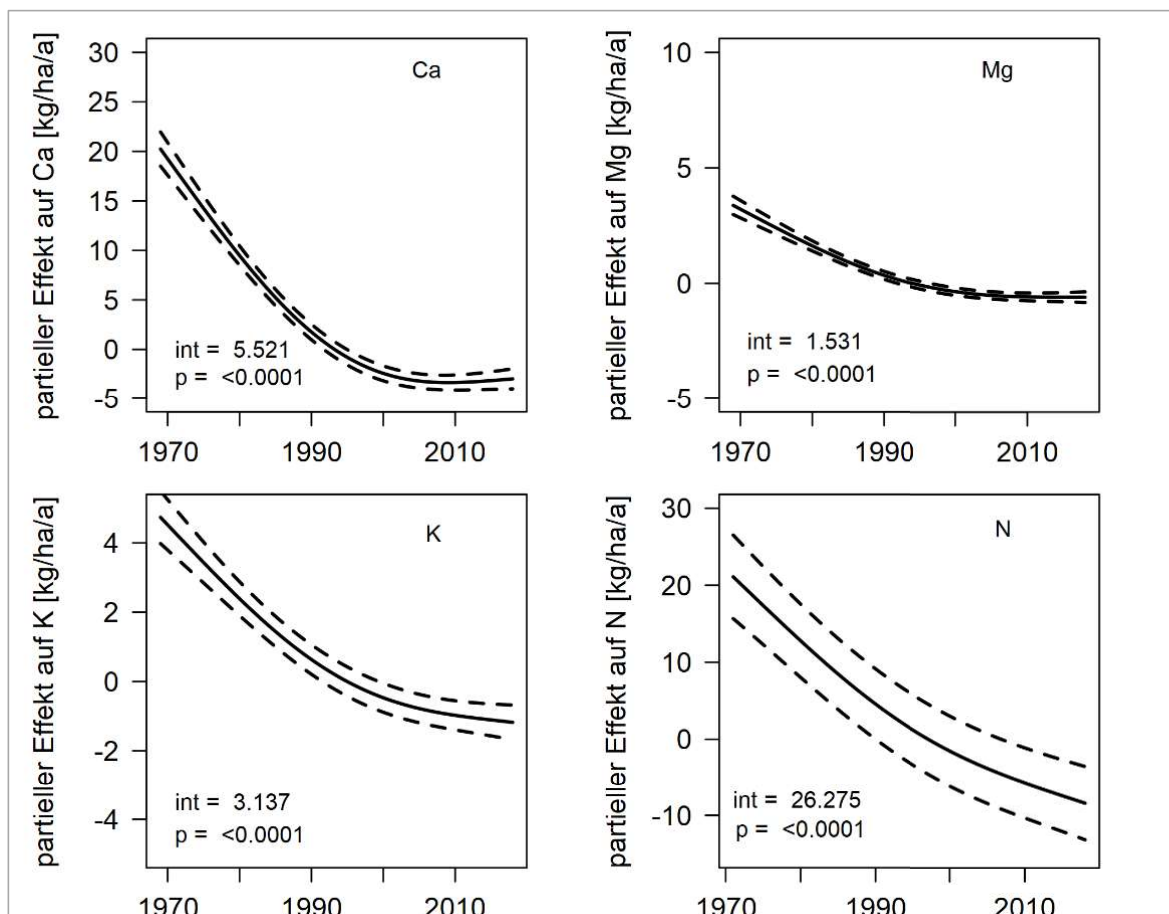 partieller Effekt auf Ca [kg/ha/a]
30
25
20
15
10
5
0
-5
Ca
int = 5.521
p = <0.0001
1970 1990 2010
partieller Effekt auf Mg [kg/ha/a]
10
5
0
-5
Mg
int = 1.531
p = <0.0001
1970 1990 2010
partieller Effekt auf K [kg/ha/a]
4
2
0
-2
-4
K
int = 3.137
p = <0.0001
1970 1990 2010
partieller Effekt auf N [kg/ha/a]
30
20
10
0
-10
N
int = 26.275
p = <0.0001
1970 1990 2010